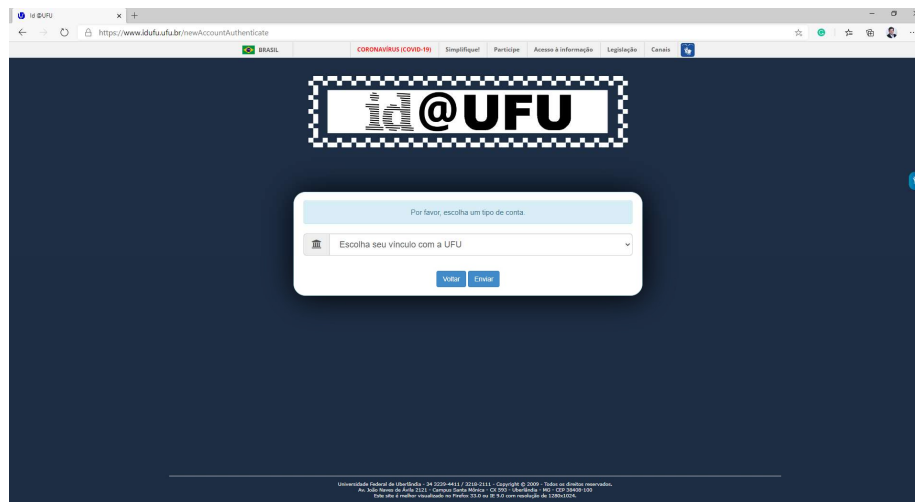 Id @UFU
https://www.idufu.ufu.br/newAccountAuthenticate
BRASIL CORONAVÍRUS (COVID-19) Simplifique! Participe Acesso à informação Legislação Canais
id@UFU
Por favor, escolha um tipo de conta.
Escolha seu vínculo com a UFU
Voltar Enviar
Universidade Federal de Uberlândia - 34 3239-4411 / 3218-2111 - Copyright © 2009 - Todos os direitos reservados.
Av. João Naves de Ávila 2121 - Campus Santa Mônica - CX 593 - Uberlândia - MG - CEP 38408-100
Este site é melhor visualizado no Firefox 33.0 ou IE 9.0 com resolução de 1280x1024.